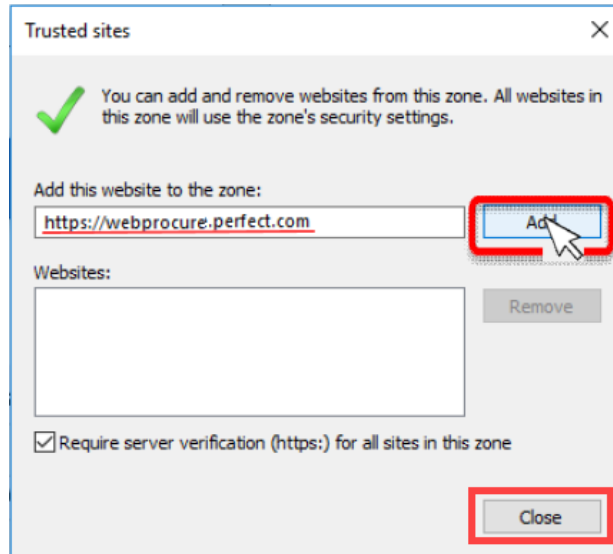 Trusted sites
You can add and remove websites from this zone. All websites in
this zone will use the zone's security settings.
Add this website to the zone:
https://webprocure.perfect.com
Add
Websites:
Remove
Require server verification (https:) for all sites in this zone
Close